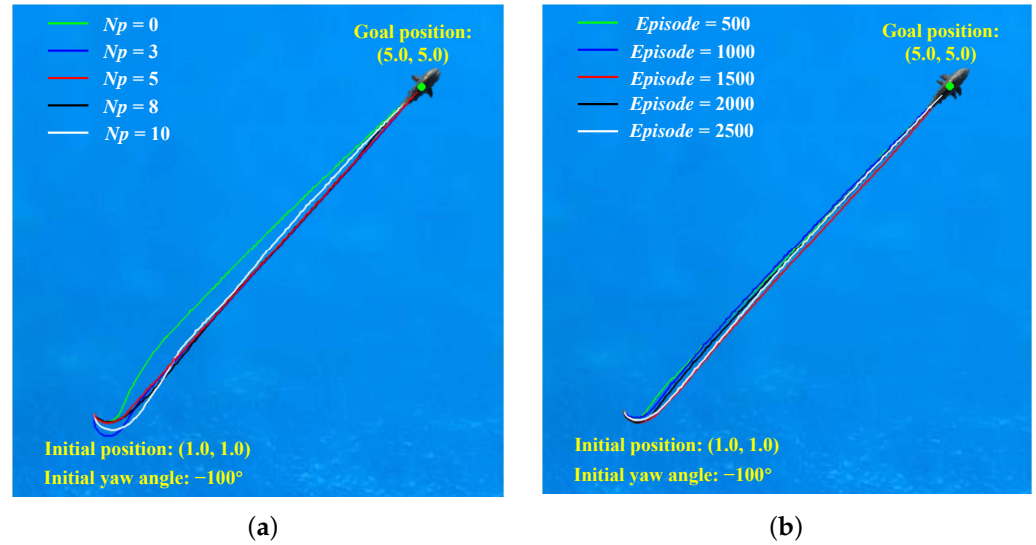 Np = 0
Np = 3
Np = 5
Np = 8
Np = 10
Goal position:
(5.0, 5.0)
Initial position: (1.0, 1.0)
Initial yaw angle: −100°
(a)
Episode = 500
Episode = 1000
Episode = 1500
Episode = 2000
Episode = 2500
Goal position:
(5.0, 5.0)
Initial position: (1.0, 1.0)
Initial yaw angle: −100°
(b)